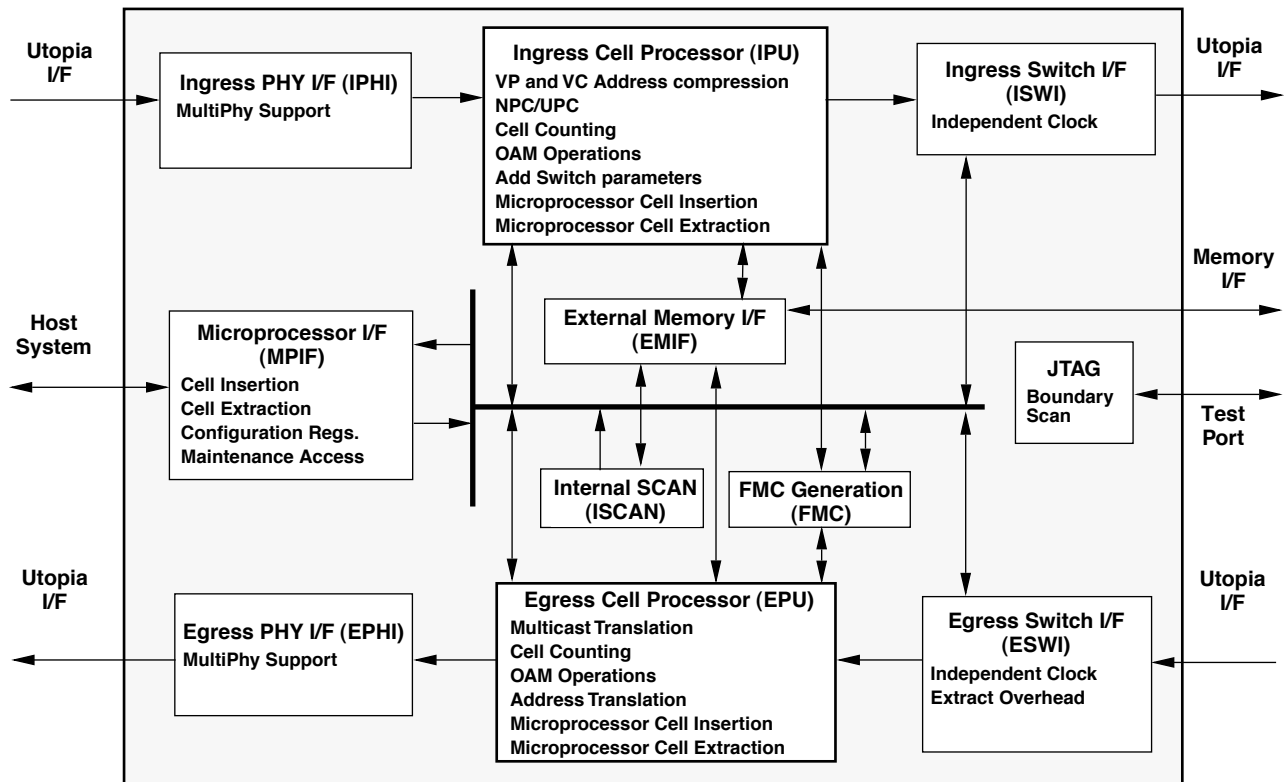 Utopia
I/F
Ingress PHY I/F (IPHI)
MultiPhy Support
Ingress Cell Processor (IPU)
VP and VC Address compression
NPC/UPC
Cell Counting
OAM Operations
Add Switch parameters
Microprocessor Cell Insertion
Microprocessor Cell Extraction
Ingress Switch I/F
(ISWI)
Independent Clock
Utopia
I/F
Host
System
Microprocessor I/F
(MPIF)
Cell Insertion
Cell Extraction
Configuration Regs.
Maintenance Access
External Memory I/F
(EMIF)
Memory
I/F
JTAG
Boundary
Scan
Test
Port
Internal SCAN
(ISCAN)
FMC Generation
(FMC)
Utopia
I/F
Egress PHY I/F (EPHI)
MultiPhy Support
Egress Cell Processor (EPU)
Multicast Translation
Cell Counting
OAM Operations
Address Translation
Microprocessor Cell Insertion
Microprocessor Cell Extraction
Egress Switch I/F
(ESWI)
Independent Clock
Extract Overhead
Utopia
I/F